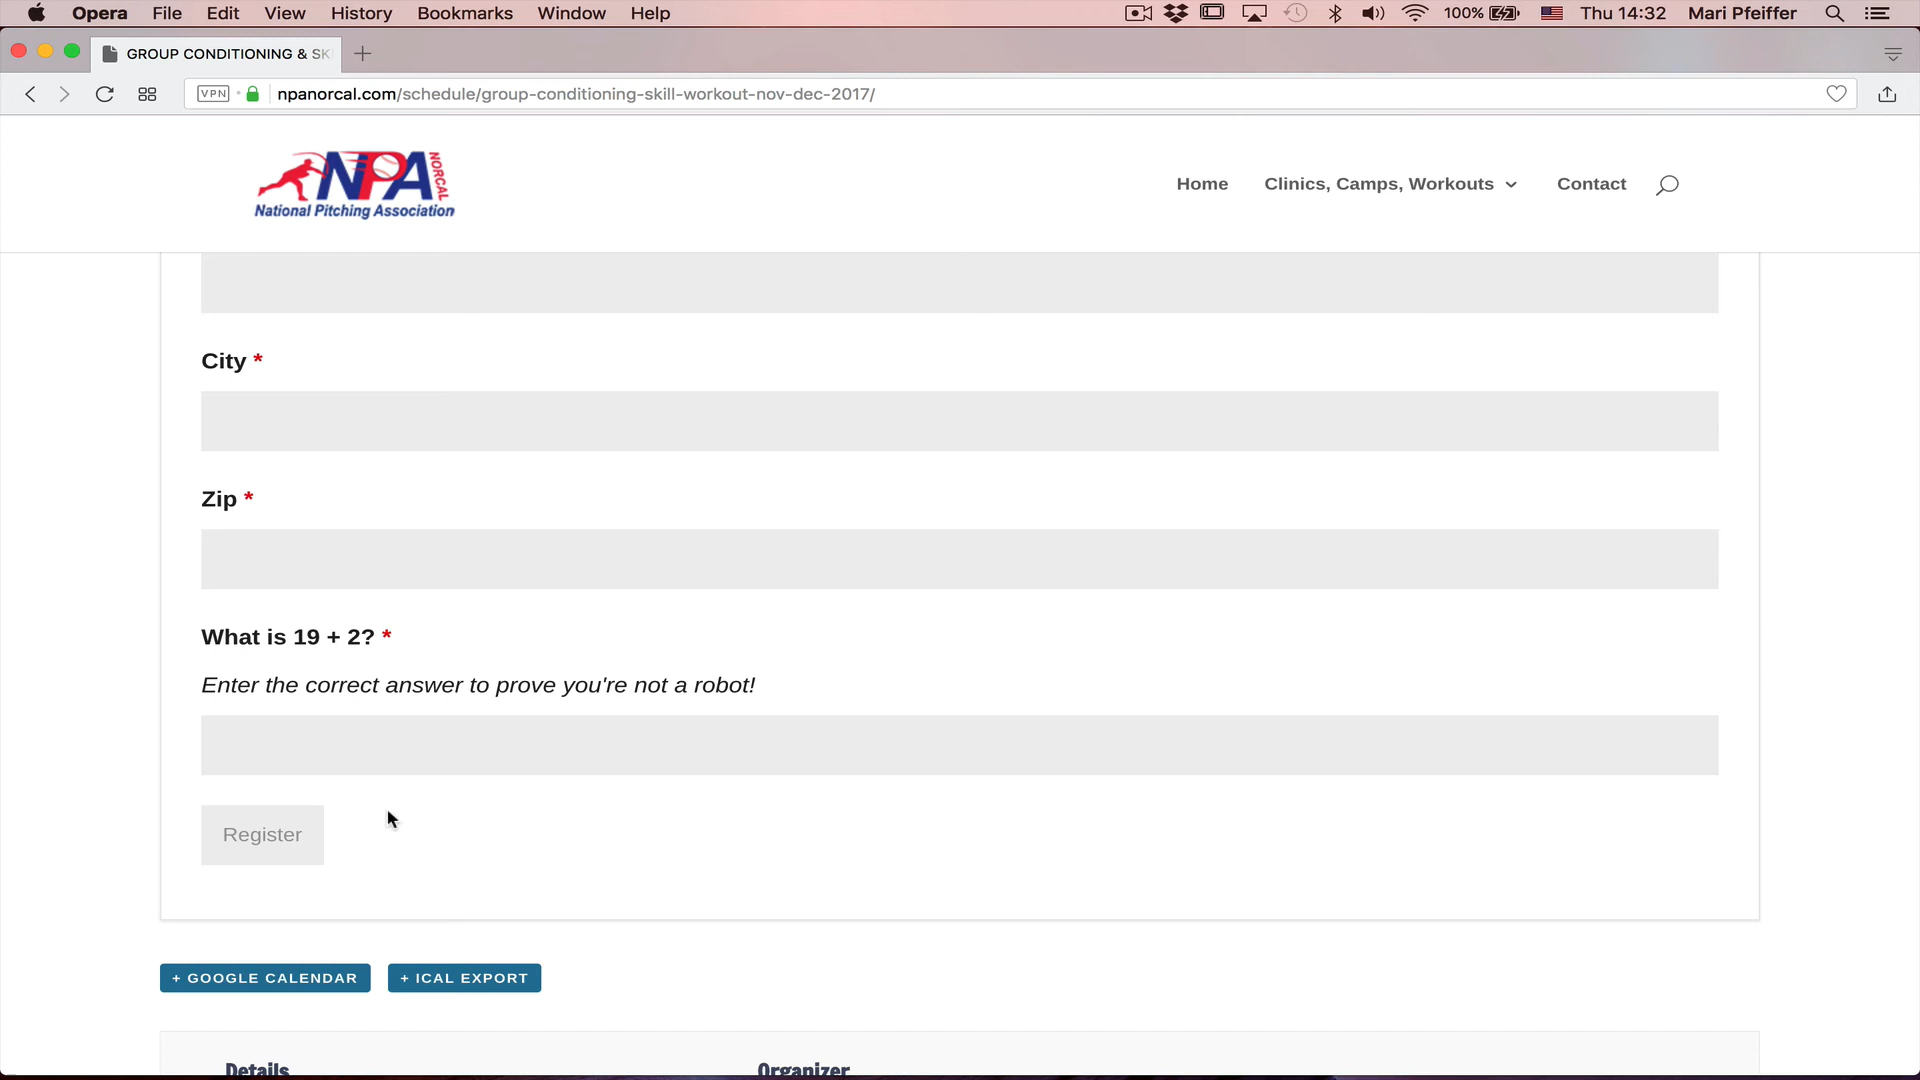 Opera File Edit View History Bookmarks Window Help 100% Thu 14:32 Mari Pfeiffer
GROUP CONDITIONING & SK
VPN npanorcal.com/schedule/group-conditioning-skill-workout-nov-dec-2017/
NPA NORCAL
National Pitching Association
Home Clinics, Camps, Workouts Contact
City *
Zip *
What is 19 + 2? *
Enter the correct answer to prove you're not a robot!
Register
+ GOOGLE CALENDAR + ICAL EXPORT
Details Organizer